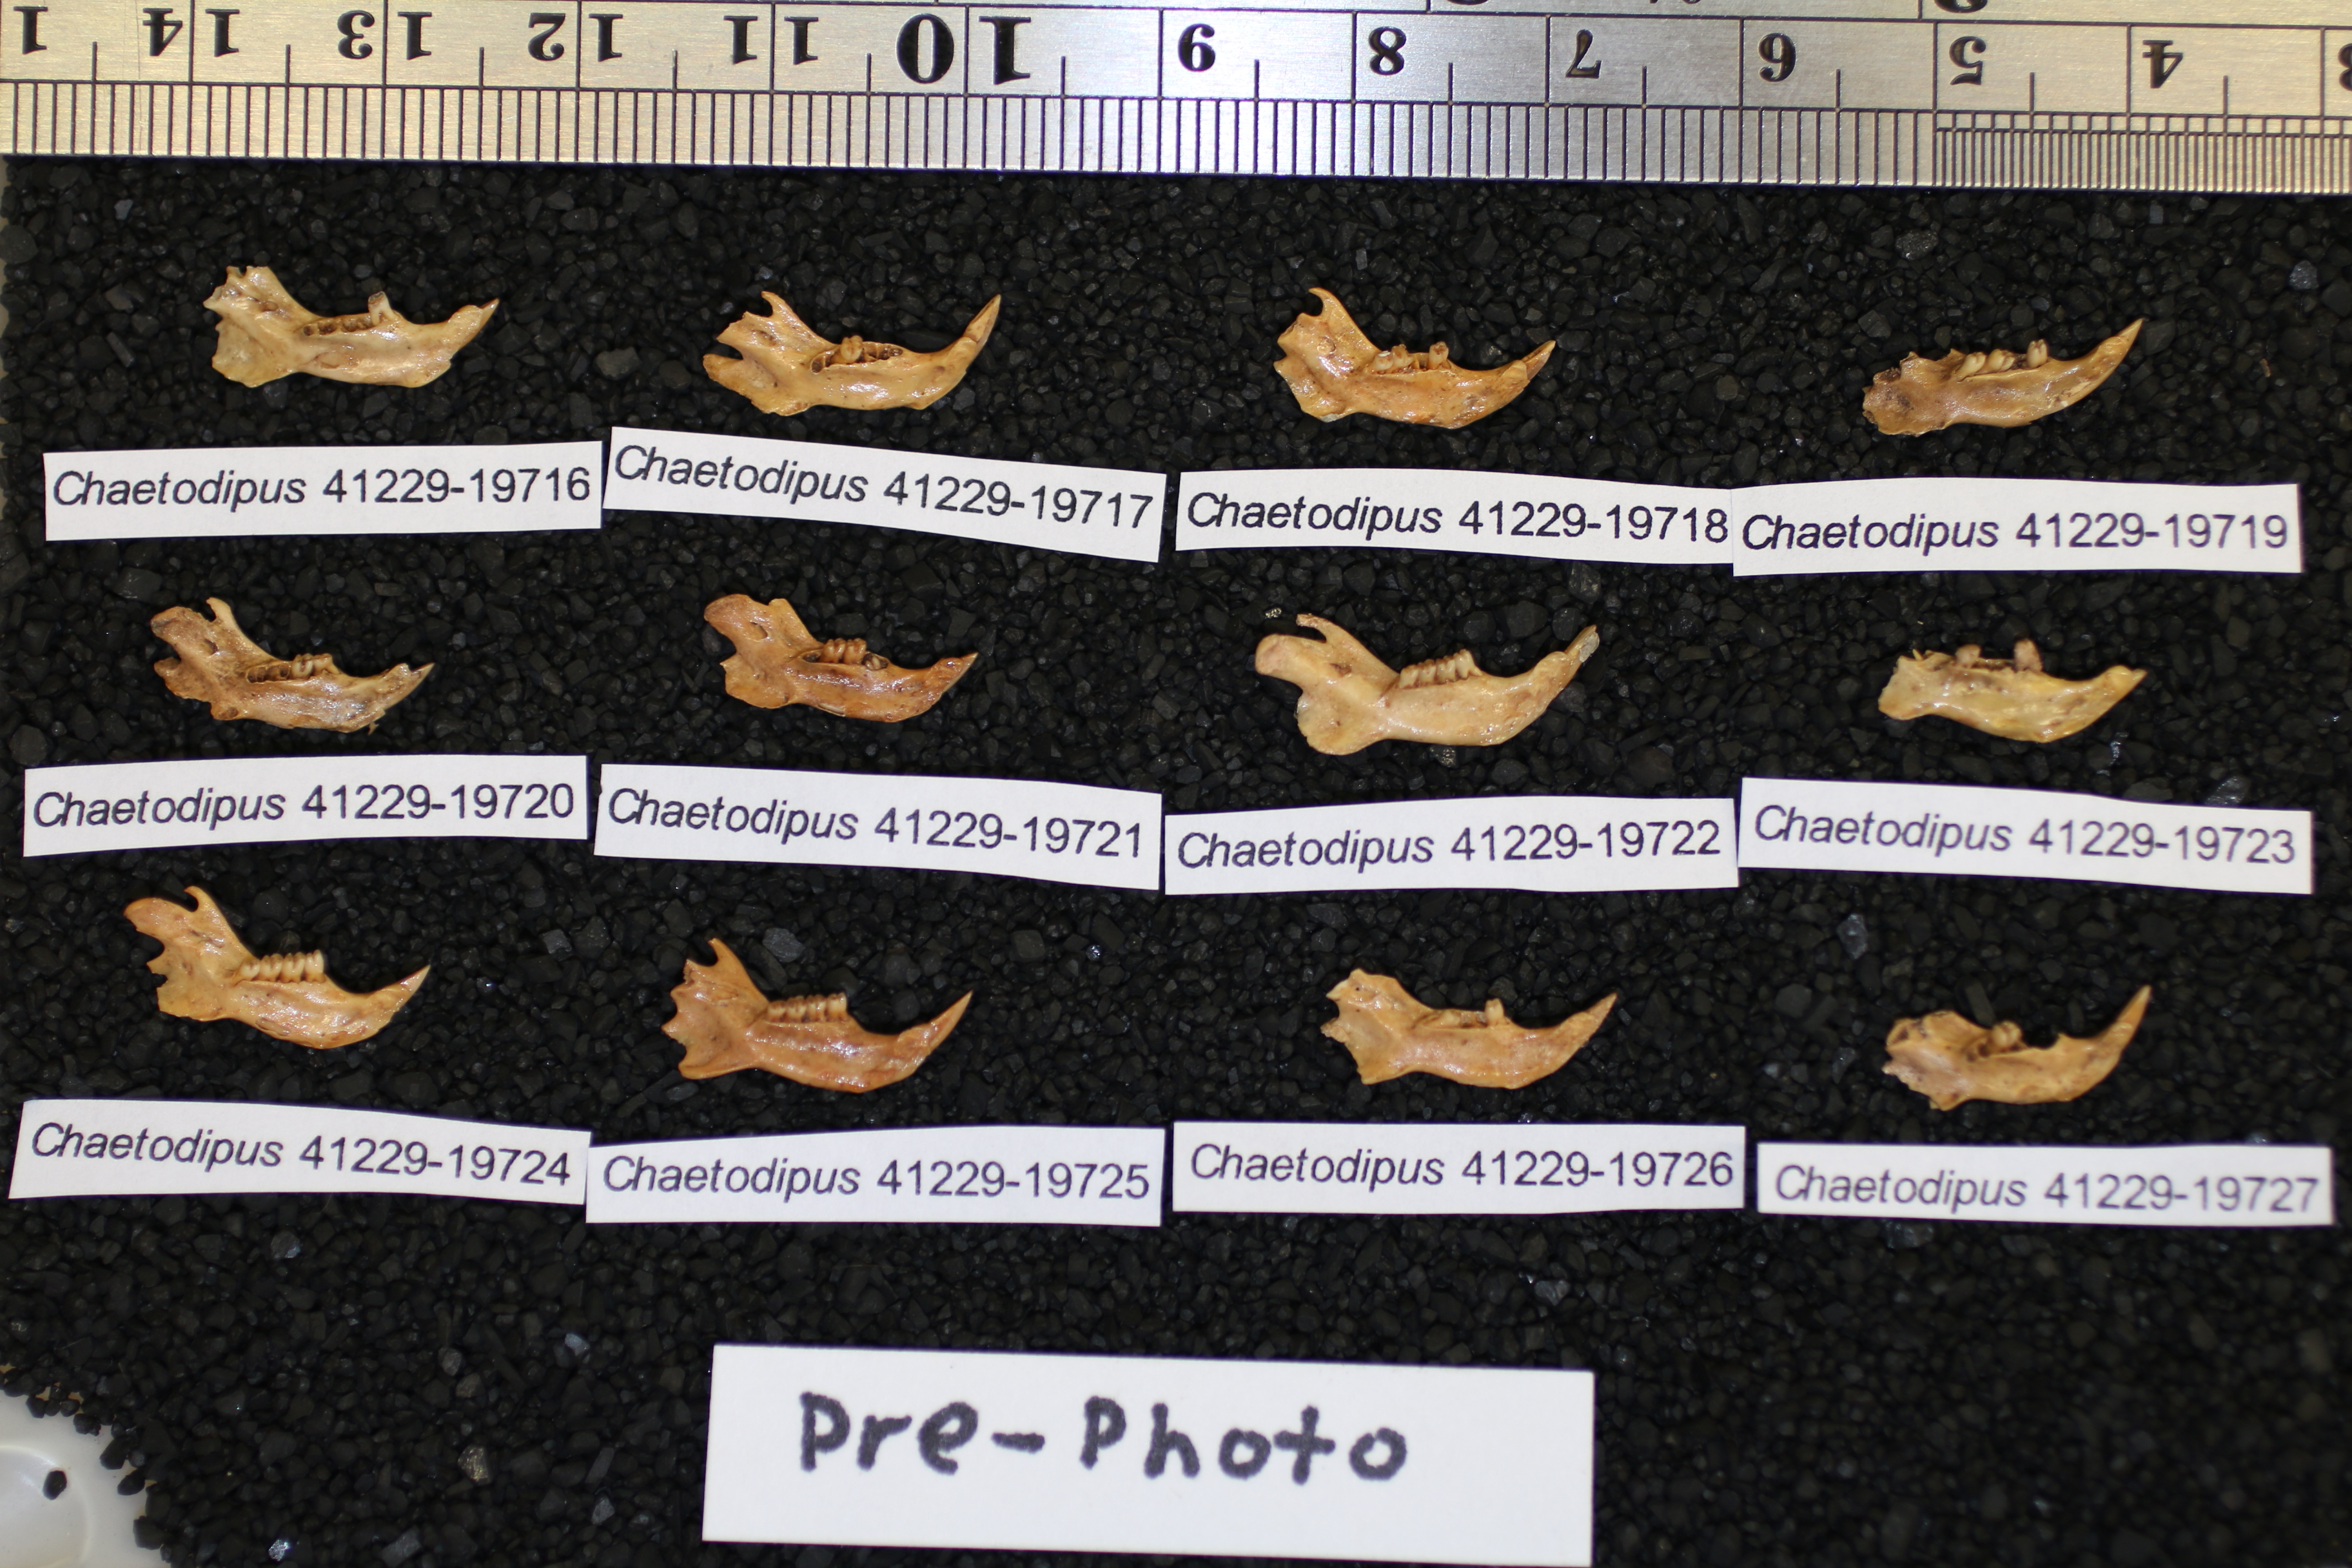 14 13 12 11 10 9 8 7 6 5 4
Chaetodipus 41229-19716
Chaetodipus 41229-19717
Chaetodipus 41229-19718
Chaetodipus 41229-19719
Chaetodipus 41229-19720
Chaetodipus 41229-19721
Chaetodipus 41229-19722
Chaetodipus 41229-19723
Chaetodipus 41229-19724
Chaetodipus 41229-19725
Chaetodipus 41229-19726
Chaetodipus 41229-19727
Pre-Photo